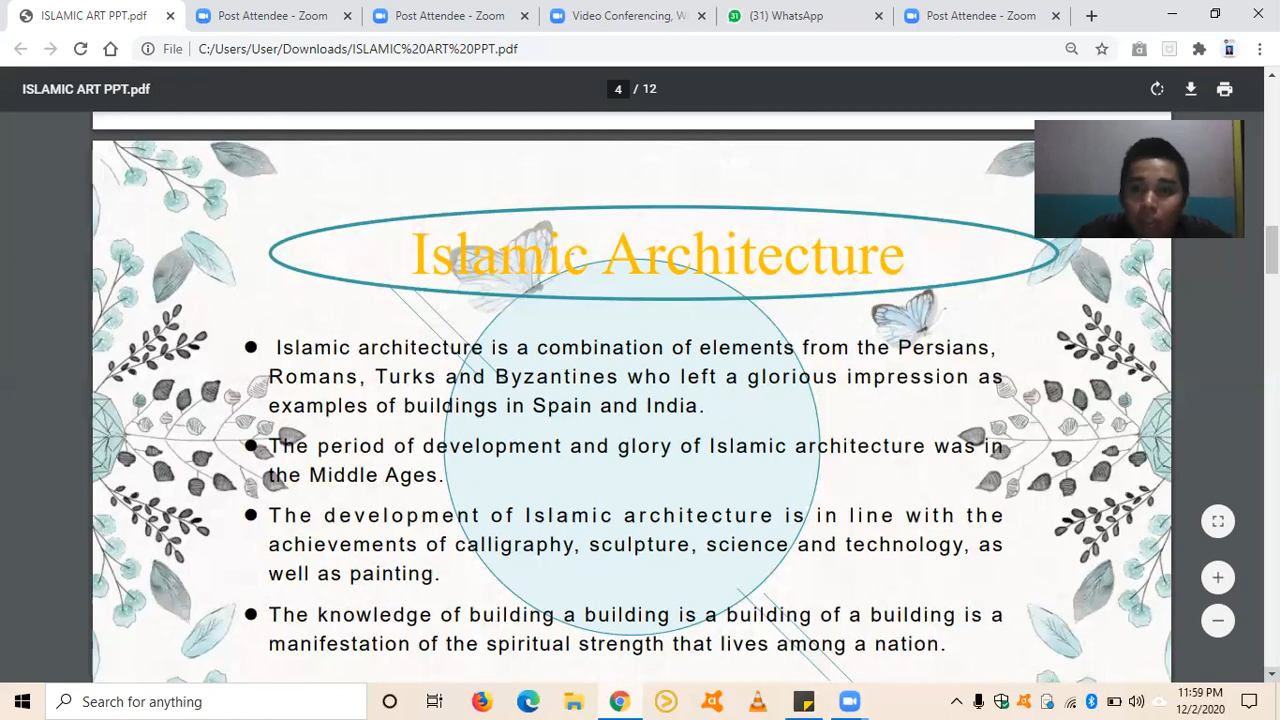 ISLAMIC ART PPT.pdf
Post Attendee - Zoom
Post Attendee - Zoom
Video Conferencing, W
(31) WhatsApp
Post Attendee - Zoom
File
C:/Users/User/Downloads/ISLAMIC%20ART%20PPT.pdf
ISLAMIC ART PPT.pdf
4 / 12
Islamic Architecture
● Islamic architecture is a combination of elements from the Persians,
Romans, Turks and Byzantines who left a glorious impression as
examples of buildings in Spain and India.
● The period of development and glory of Islamic architecture was in
the Middle Ages.
● The development of Islamic architecture is in line with the
achievements of calligraphy, sculpture, science and technology, as
well as painting.
● The knowledge of building a building is a building of a building is a
manifestation of the spiritual strength that lives among a nation.
Search for anything
11:59 PM
12/2/2020